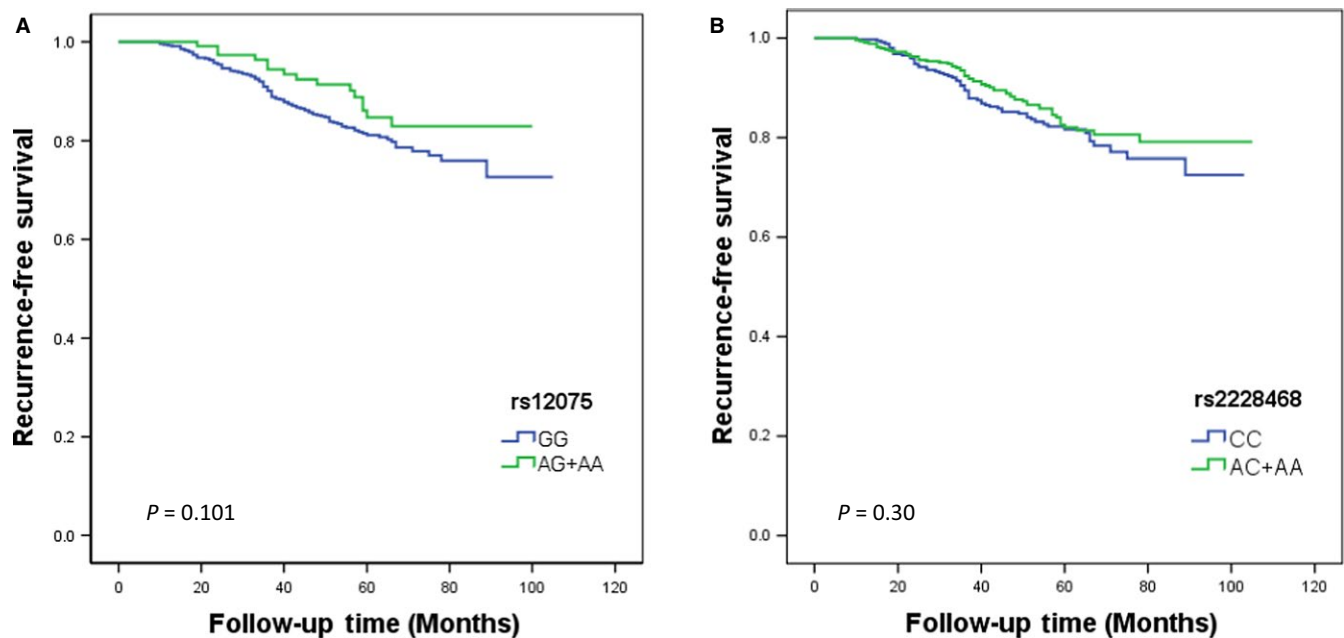 A
Recurrence-free survival
1.0
0.8
0.6
0.4
0.2
0.0
rs12075
GG
AG+AA
P = 0.101
0 20 40 60 80 100 120
Follow-up time (Months)
B
Recurrence-free survival
1.0
0.8
0.6
0.4
0.2
0.0
rs2228468
CC
AC+AA
P = 0.30
0 20 40 60 80 100 120
Follow-up time (Months)